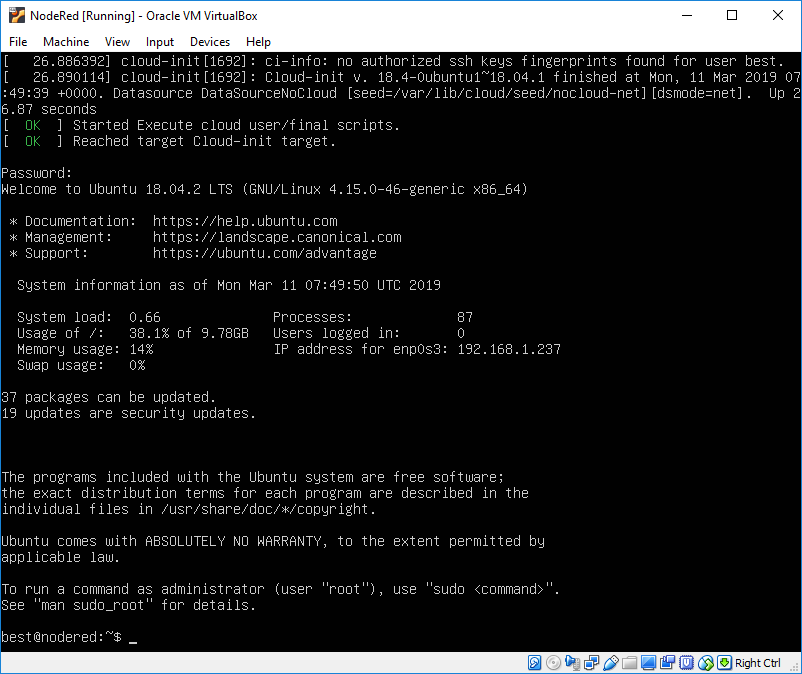 NodeRed [Running] - Oracle VM VirtualBox
File Machine View Input Devices Help
[   26.886392] cloud-init[1692]: ci-info: no authorized ssh keys fingerprints found for user best.
[   26.890114] cloud-init[1692]: Cloud-init v. 18.4-0ubuntu1~18.04.1 finished at Mon, 11 Mar 2019 07
:49:39 +0000. Datasource DataSourceNoCloud [seed=/var/lib/cloud/seed/nocloud-net][dsmode=net].  Up 2
6.87 seconds
[  OK  ] Started Execute cloud user/final scripts.
[  OK  ] Reached target Cloud-init target.
Password:
Welcome to Ubuntu 18.04.2 LTS (GNU/Linux 4.15.0-46-generic x86_64)
 * Documentation:  https://help.ubuntu.com
 * Management:     https://landscape.canonical.com
 * Support:        https://ubuntu.com/advantage
  System information as of Mon Mar 11 07:49:50 UTC 2019
  System load:  0.66              Processes:             87
  Usage of /:   38.1% of 9.78GB   Users logged in:       0
  Memory usage: 14%               IP address for enp0s3: 192.168.1.237
  Swap usage:   0%
37 packages can be updated.
19 updates are security updates.
The programs included with the Ubuntu system are free software;
the exact distribution terms for each program are described in the
individual files in /usr/share/doc/*/copyright.
Ubuntu comes with ABSOLUTELY NO WARRANTY, to the extent permitted by
applicable law.
To run a command as administrator (user "root"), use "sudo <command>".
See "man sudo_root" for details.
best@nodered:~$ _
Right Ctrl